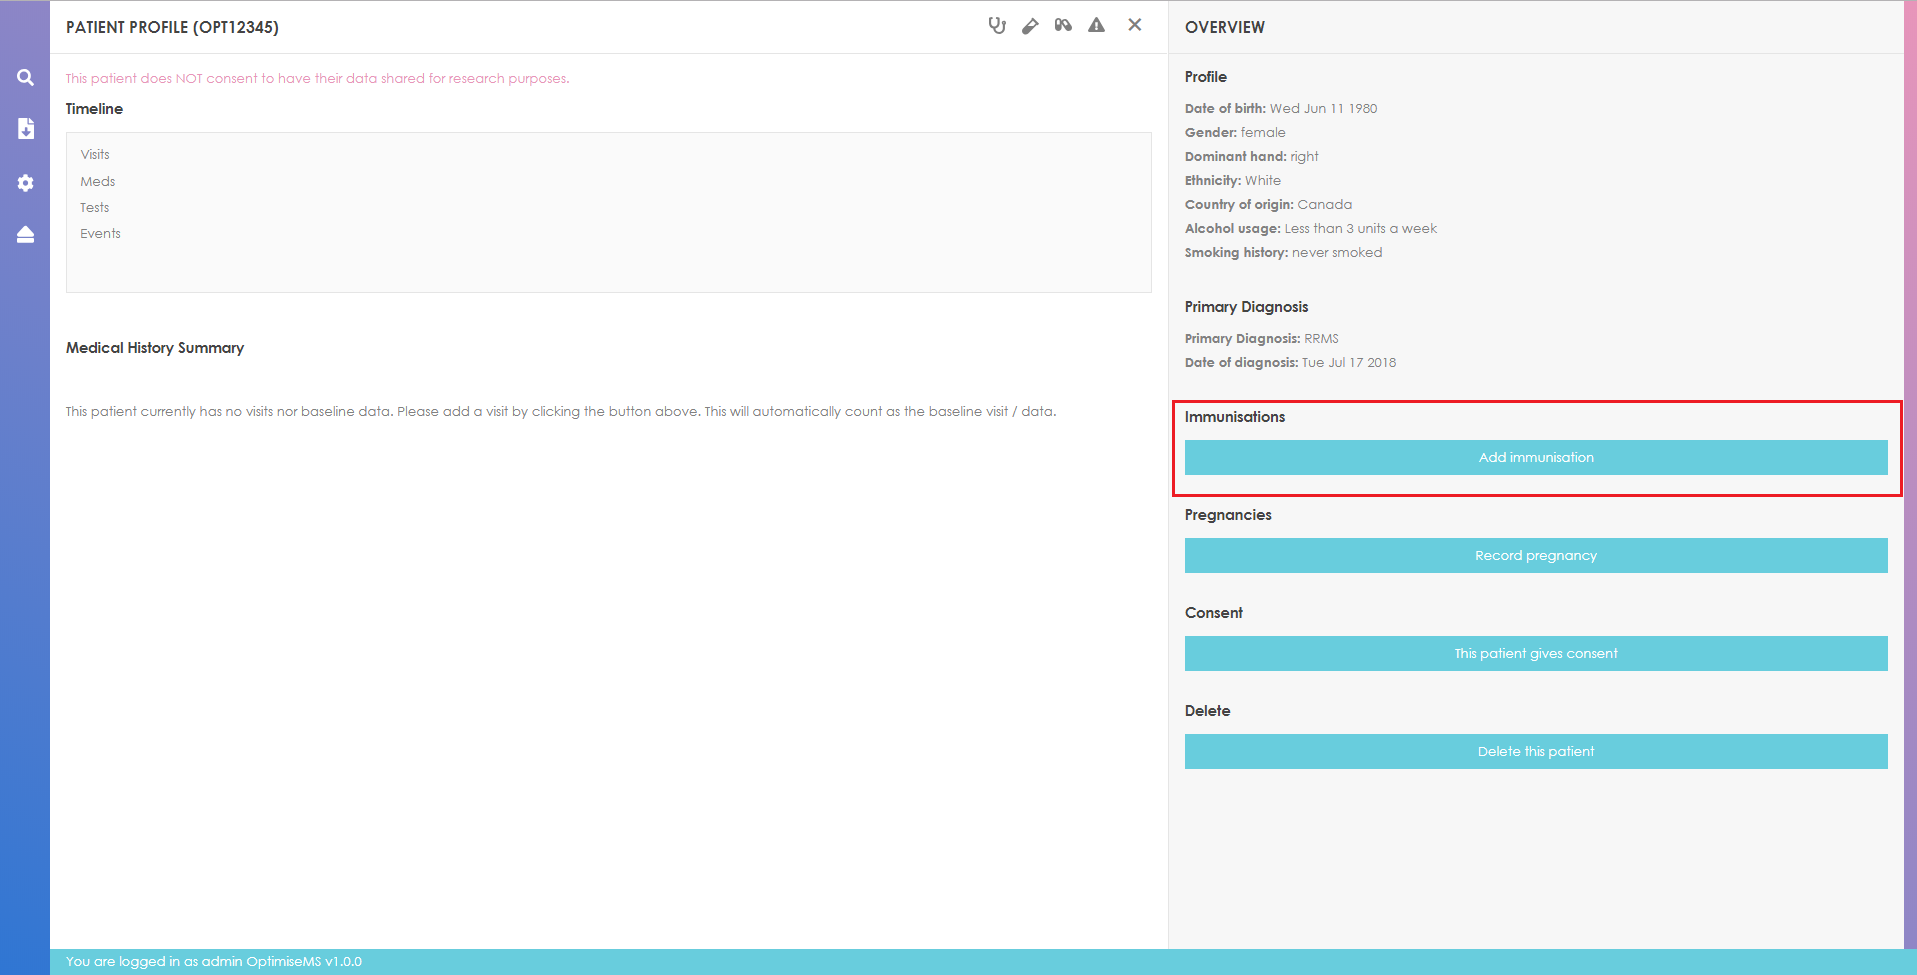 PATIENT PROFILE (OPT12345)
This patient does NOT consent to have their data shared for research purposes.
Timeline
Visits
Meds
Tests
Events
Medical History Summary
This patient currently has no visits nor baseline data. Please add a visit by clicking the button above. This will automatically count as the baseline visit / data.
OVERVIEW
Profile
Date of birth: Wed Jun 11 1980
Gender: female
Dominant hand: right
Ethnicity: White
Country of origin: Canada
Alcohol usage: Less than 3 units a week
Smoking history: never smoked
Primary Diagnosis
Primary Diagnosis: RRMS
Date of diagnosis: Tue Jul 17 2018
Immunisations
Add immunisation
Pregnancies
Record pregnancy
Consent
This patient gives consent
Delete
Delete this patient
You are logged in as admin OptimiseMS v1.0.0